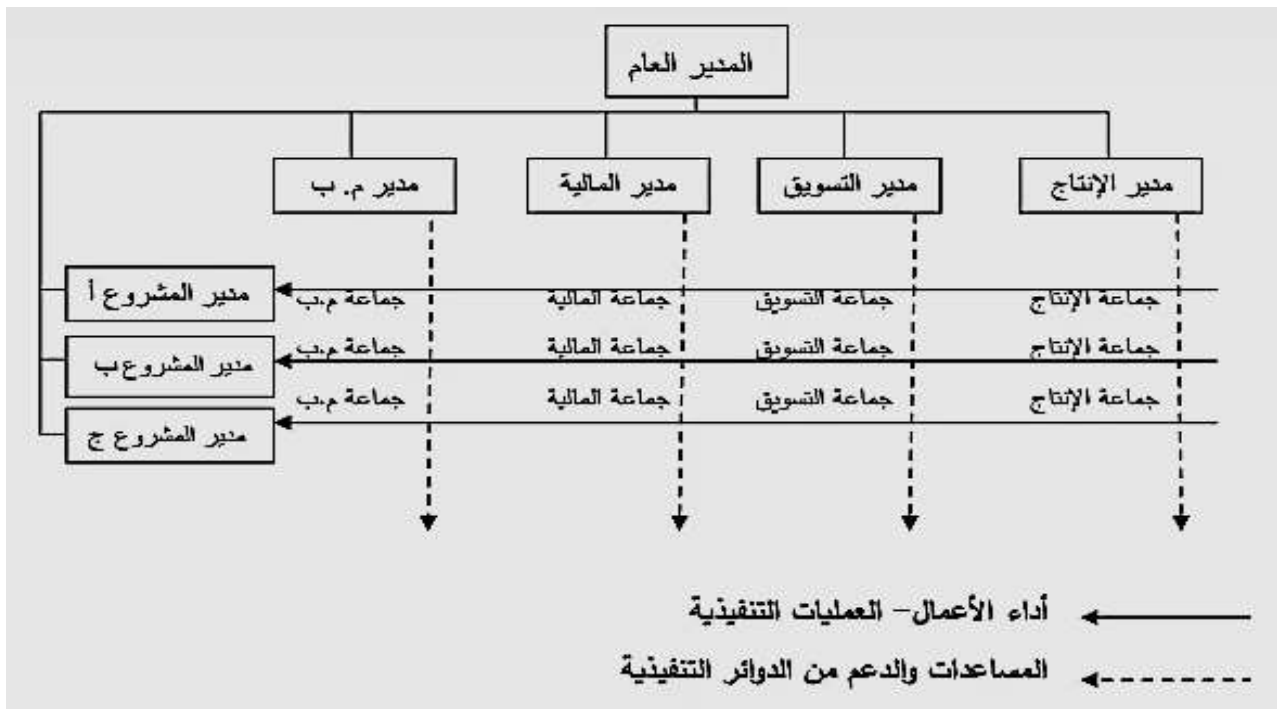 المدير العام
مدير الإنتاج
مدير التسويق
مدير المالية
مدير م. ب
مدير المشروع أ
جماعة الإنتاج
جماعة التسويق
جماعة المالية
جماعة م.ب
مدير المشروع ب
جماعة الإنتاج
جماعة التسويق
جماعة المالية
جماعة م.ب
مدير المشروع ج
جماعة الإنتاج
جماعة التسويق
جماعة المالية
جماعة م.ب
أداء الأعمال– العمليات التنفيذية
المساعدات والدعم من الدوائر التنفيذية